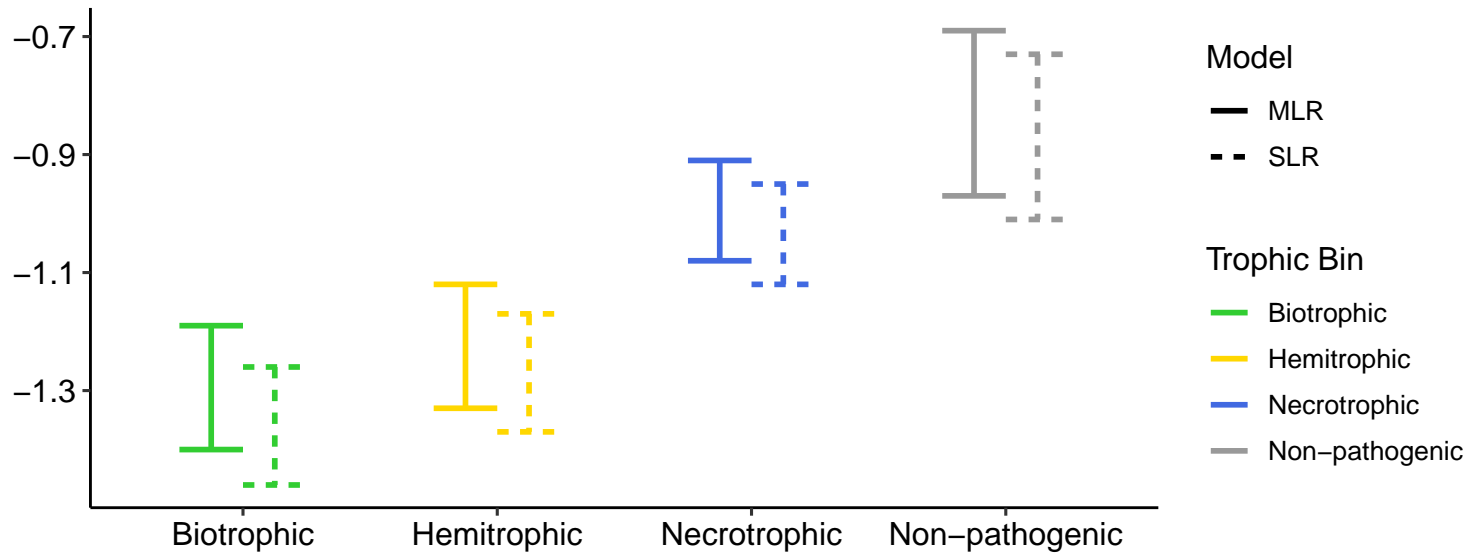 −0.7
−0.9
−1.1
−1.3
Biotrophic
Hemitrophic
Necrotrophic
Non−pathogenic
Model
MLR
SLR
Trophic Bin
Biotrophic
Hemitrophic
Necrotrophic
Non−pathogenic